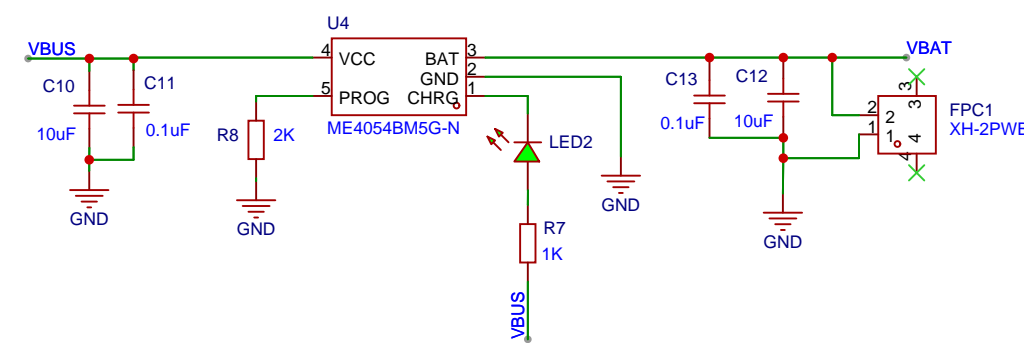 U4
VBUS
4
VCC
BAT
3
GND
2
5
PROG
CHRG
1
ME4054BM5G-N
C10
10uF
C11
0.1uF
GND
R8
2K
GND
LED2
R7
1K
VBUS
GND
VBAT
C13
0.1uF
C12
10uF
GND
2
2
1
1
3
3
4
4
FPC1
XH-2PWB